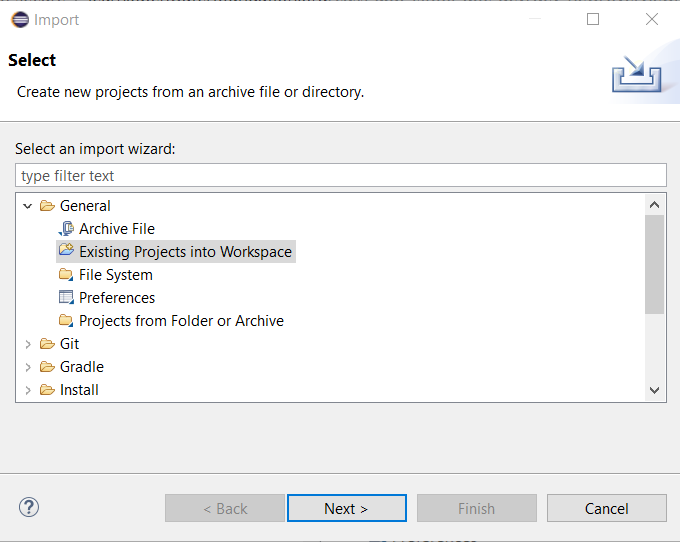 Import
Select
Create new projects from an archive file or directory.
Select an import wizard:
type filter text
General
Archive File
Existing Projects into Workspace
File System
Preferences
Projects from Folder or Archive
Git
Gradle
Install
?
< Back
Next >
Finish
Cancel